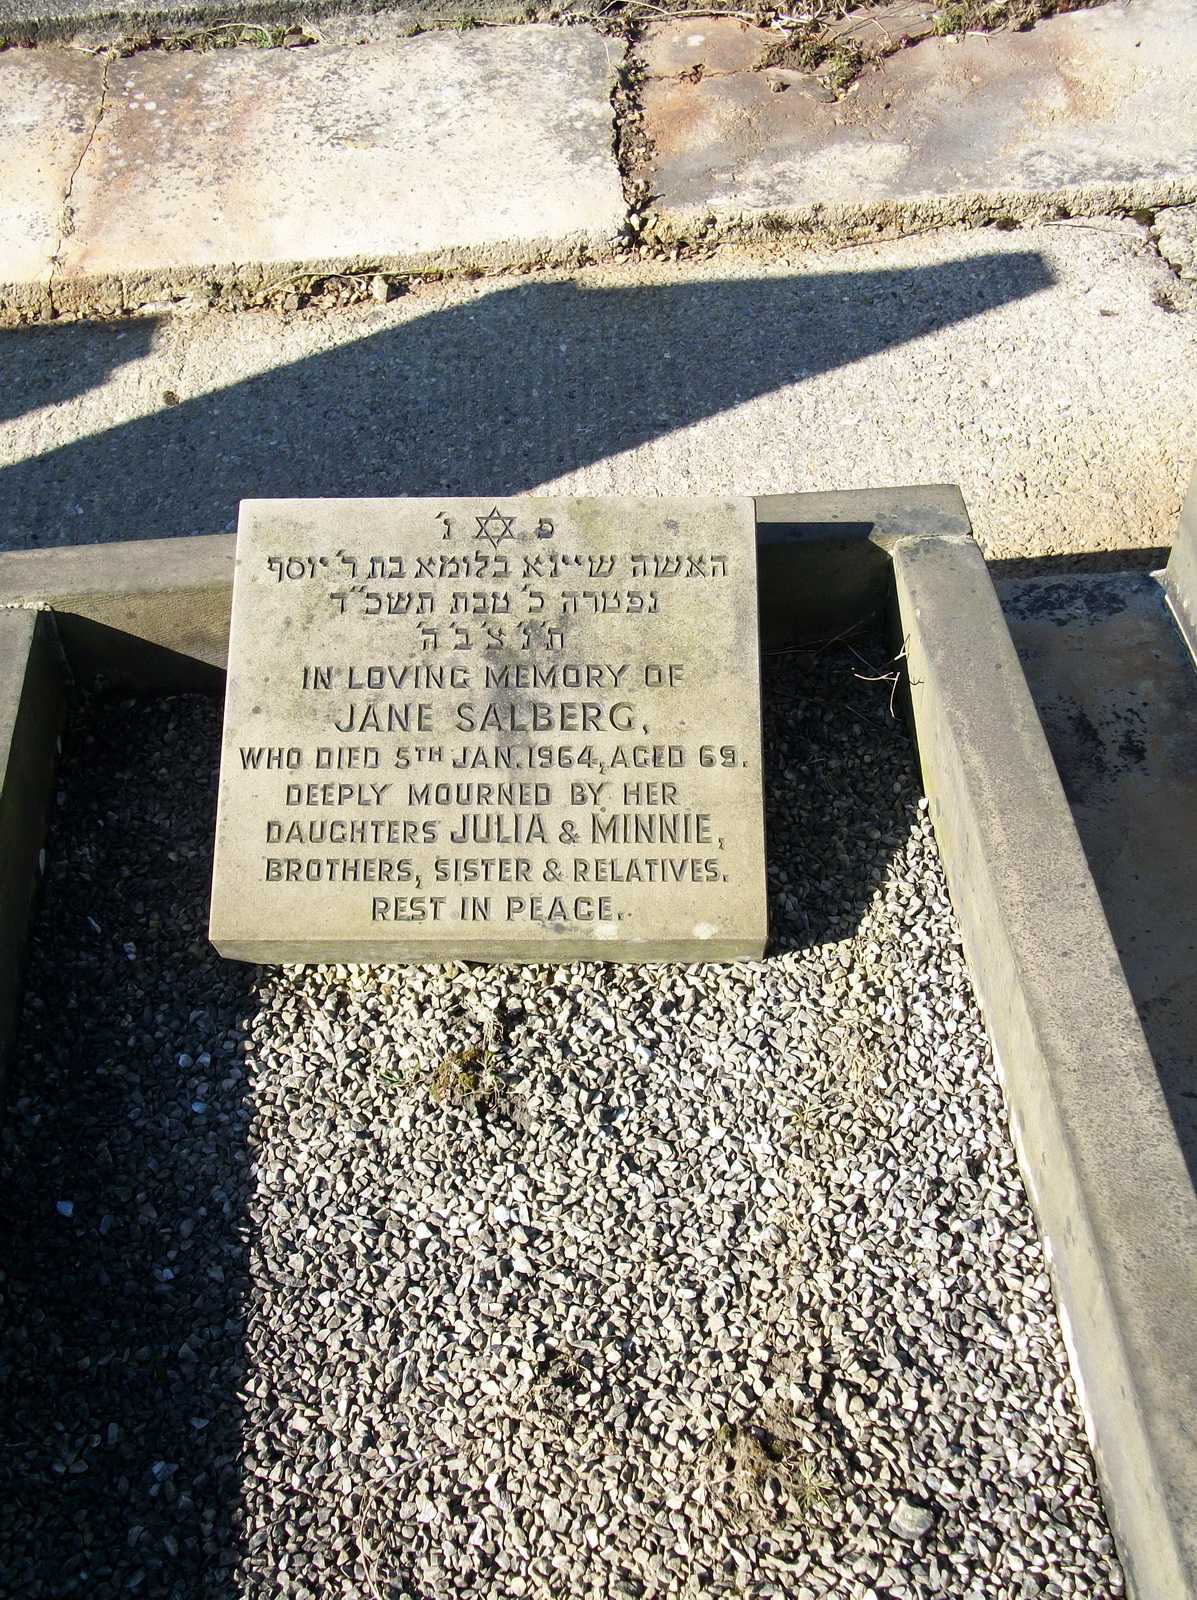 פ ✡ ו׳
האשה שיינא בלומא בת ר׳ יוסף
נפטרה כ׳ טבת תשכ״ד
ת׳ נ׳ צ׳ ב׳ ה׳
IN LOVING MEMORY OF
JANE SALBERG,
WHO DIED 5TH JAN. 1964, AGED 69.
DEEPLY MOURNED BY HER
DAUGHTERS JULIA & MINNIE,
BROTHERS, SISTER & RELATIVES.
REST IN PEACE.